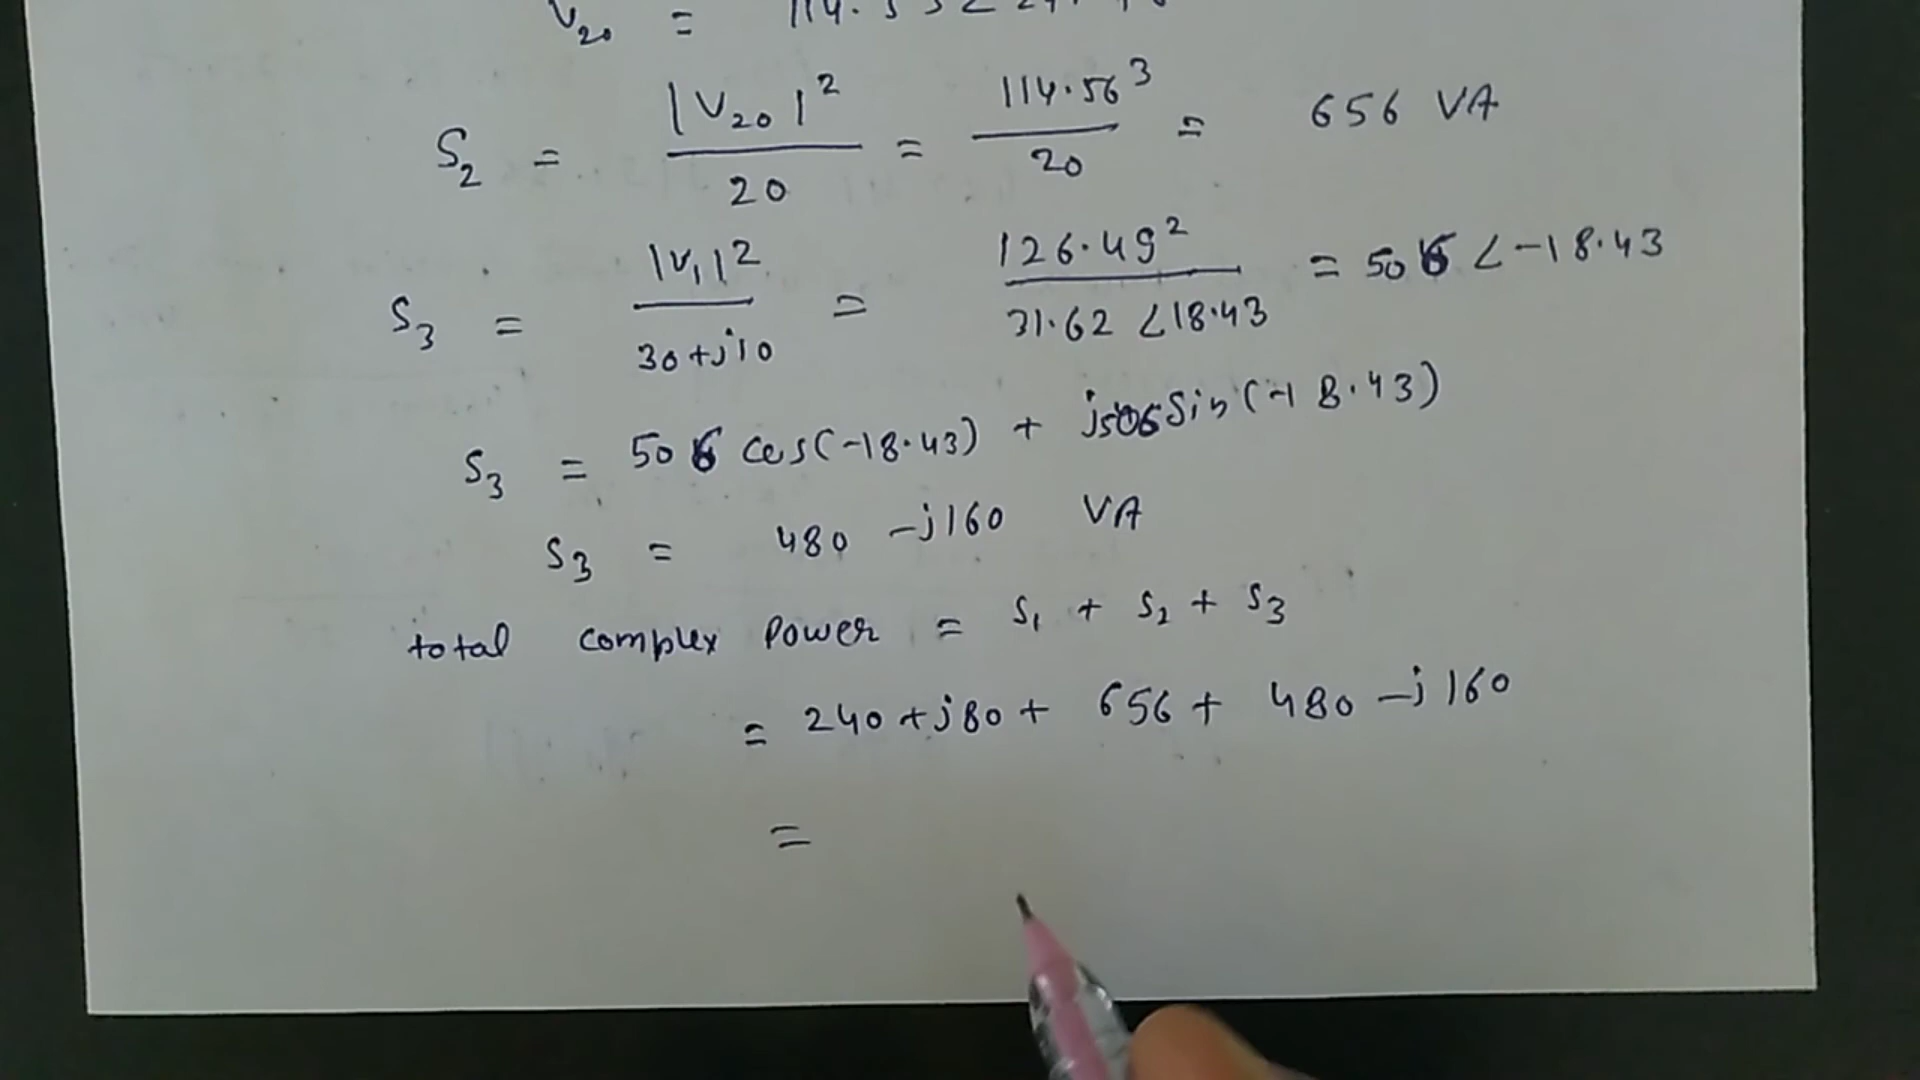 V₂₀ =
S₂ = |V₂₀|² / 20 = 114.56³ / 20 = 656 VA
S₃ = |V₁|² / 30+j10 = 126.49² / 31.62 ∠18.43 = 506 ∠-18.43
S₃ = 506 cos(-18.43) + j506 sin(-18.43)
S₃ = 480 -j160 VA
total complex power = S₁ + S₂ + S₃
= 240 + j80 + 656 + 480 - j160
=